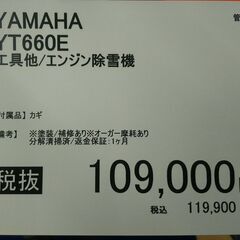 YAMAHA
YT660E
工具他/エンジン除雪機
管
付属品】カギ
備考】 ※塗装/補修あり※オーガー摩耗あり
分解清掃済/返金保証:1ヶ月
税抜 109,000
税込 119,900